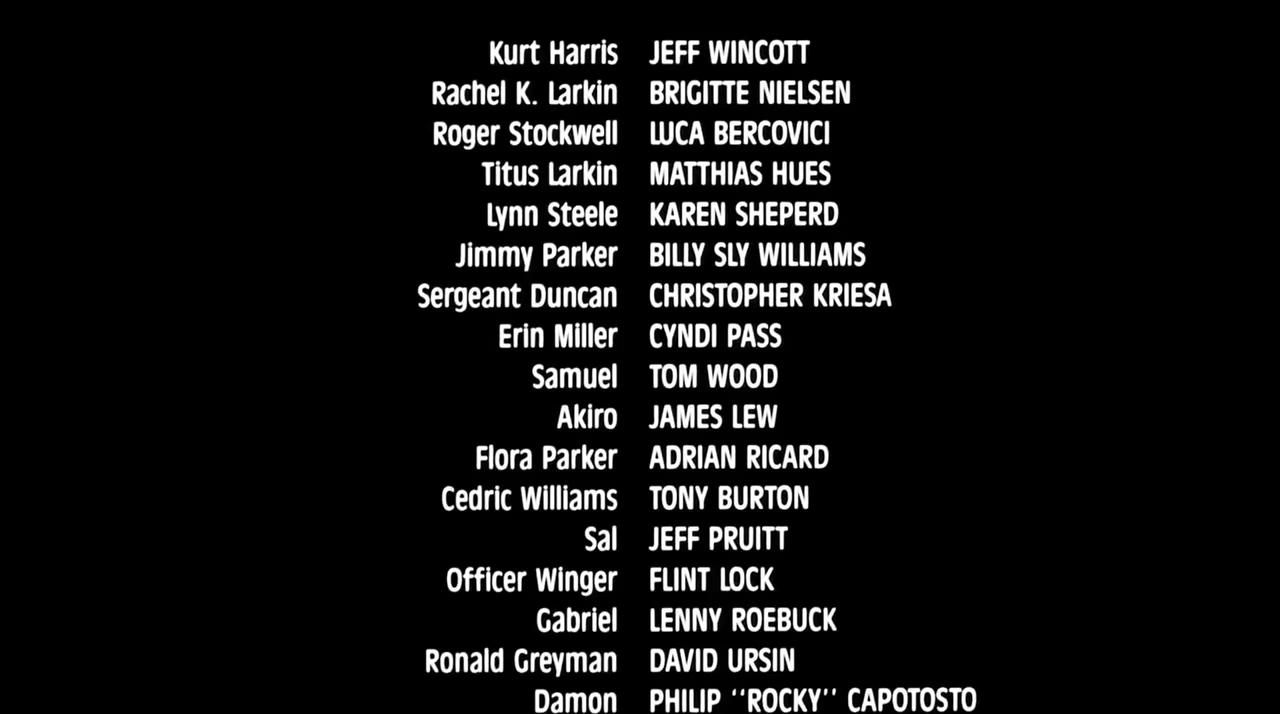 Kurt Harris JEFF WINCOTT
Rachel K. Larkin BRIGITTE NIELSEN
Roger Stockwell LUCA BERCOVICI
Titus Larkin MATTHIAS HUES
Lynn Steele KAREN SHEPERD
Jimmy Parker BILLY SLY WILLIAMS
Sergeant Duncan CHRISTOPHER KRIESA
Erin Miller CYNDI PASS
Samuel TOM WOOD
Akiro JAMES LEW
Flora Parker ADRIAN RICARD
Cedric Williams TONY BURTON
Sal JEFF PRUITT
Officer Winger FLINT LOCK
Gabriel LENNY ROEBUCK
Ronald Greyman DAVID URSIN
Damon PHILIP "ROCKY" CAPOTOSTO